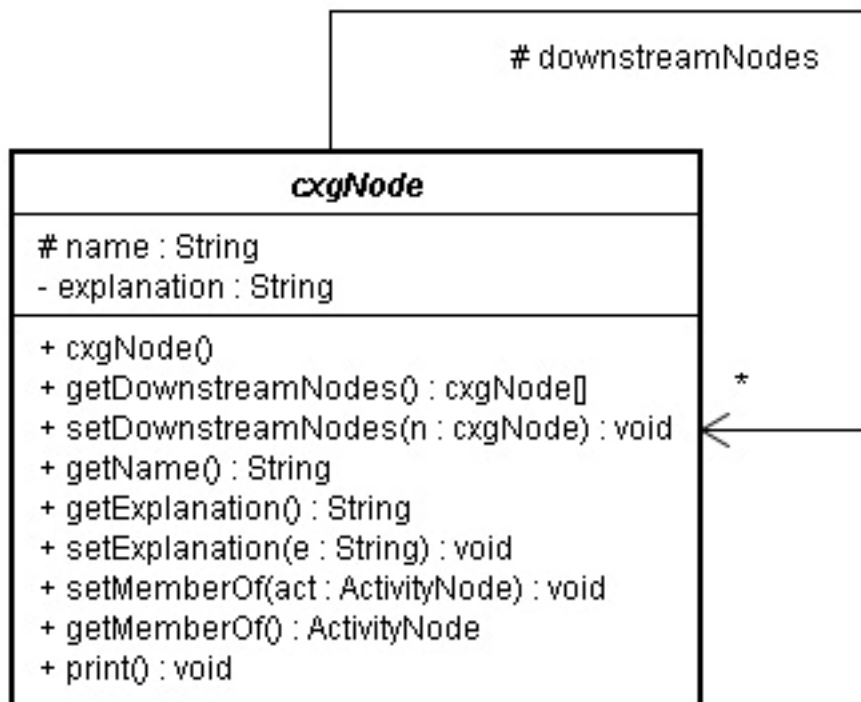 # downstreamNodes
cxgNode
# name : String
- explanation : String
+ cxgNode()
+ getDownstreamNodes() : cxgNode[]
*
+ setDownstreamNodes(n : cxgNode) : void
+ getName() : String
+ getExplanation() : String
+ setExplanation(e : String) : void
+ setMemberOf(act : ActivityNode) : void
+ getMemberOf() : ActivityNode
+ print() : void